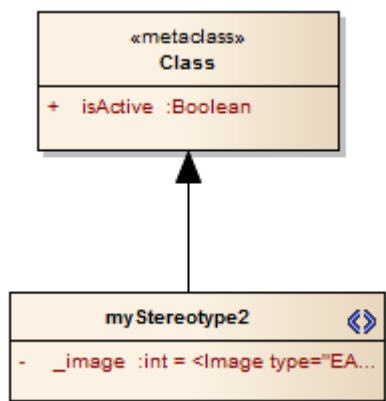 «metaclass»
Class
+ isActive :Boolean
myStereotype2
- _image :int = <Image type="EA...